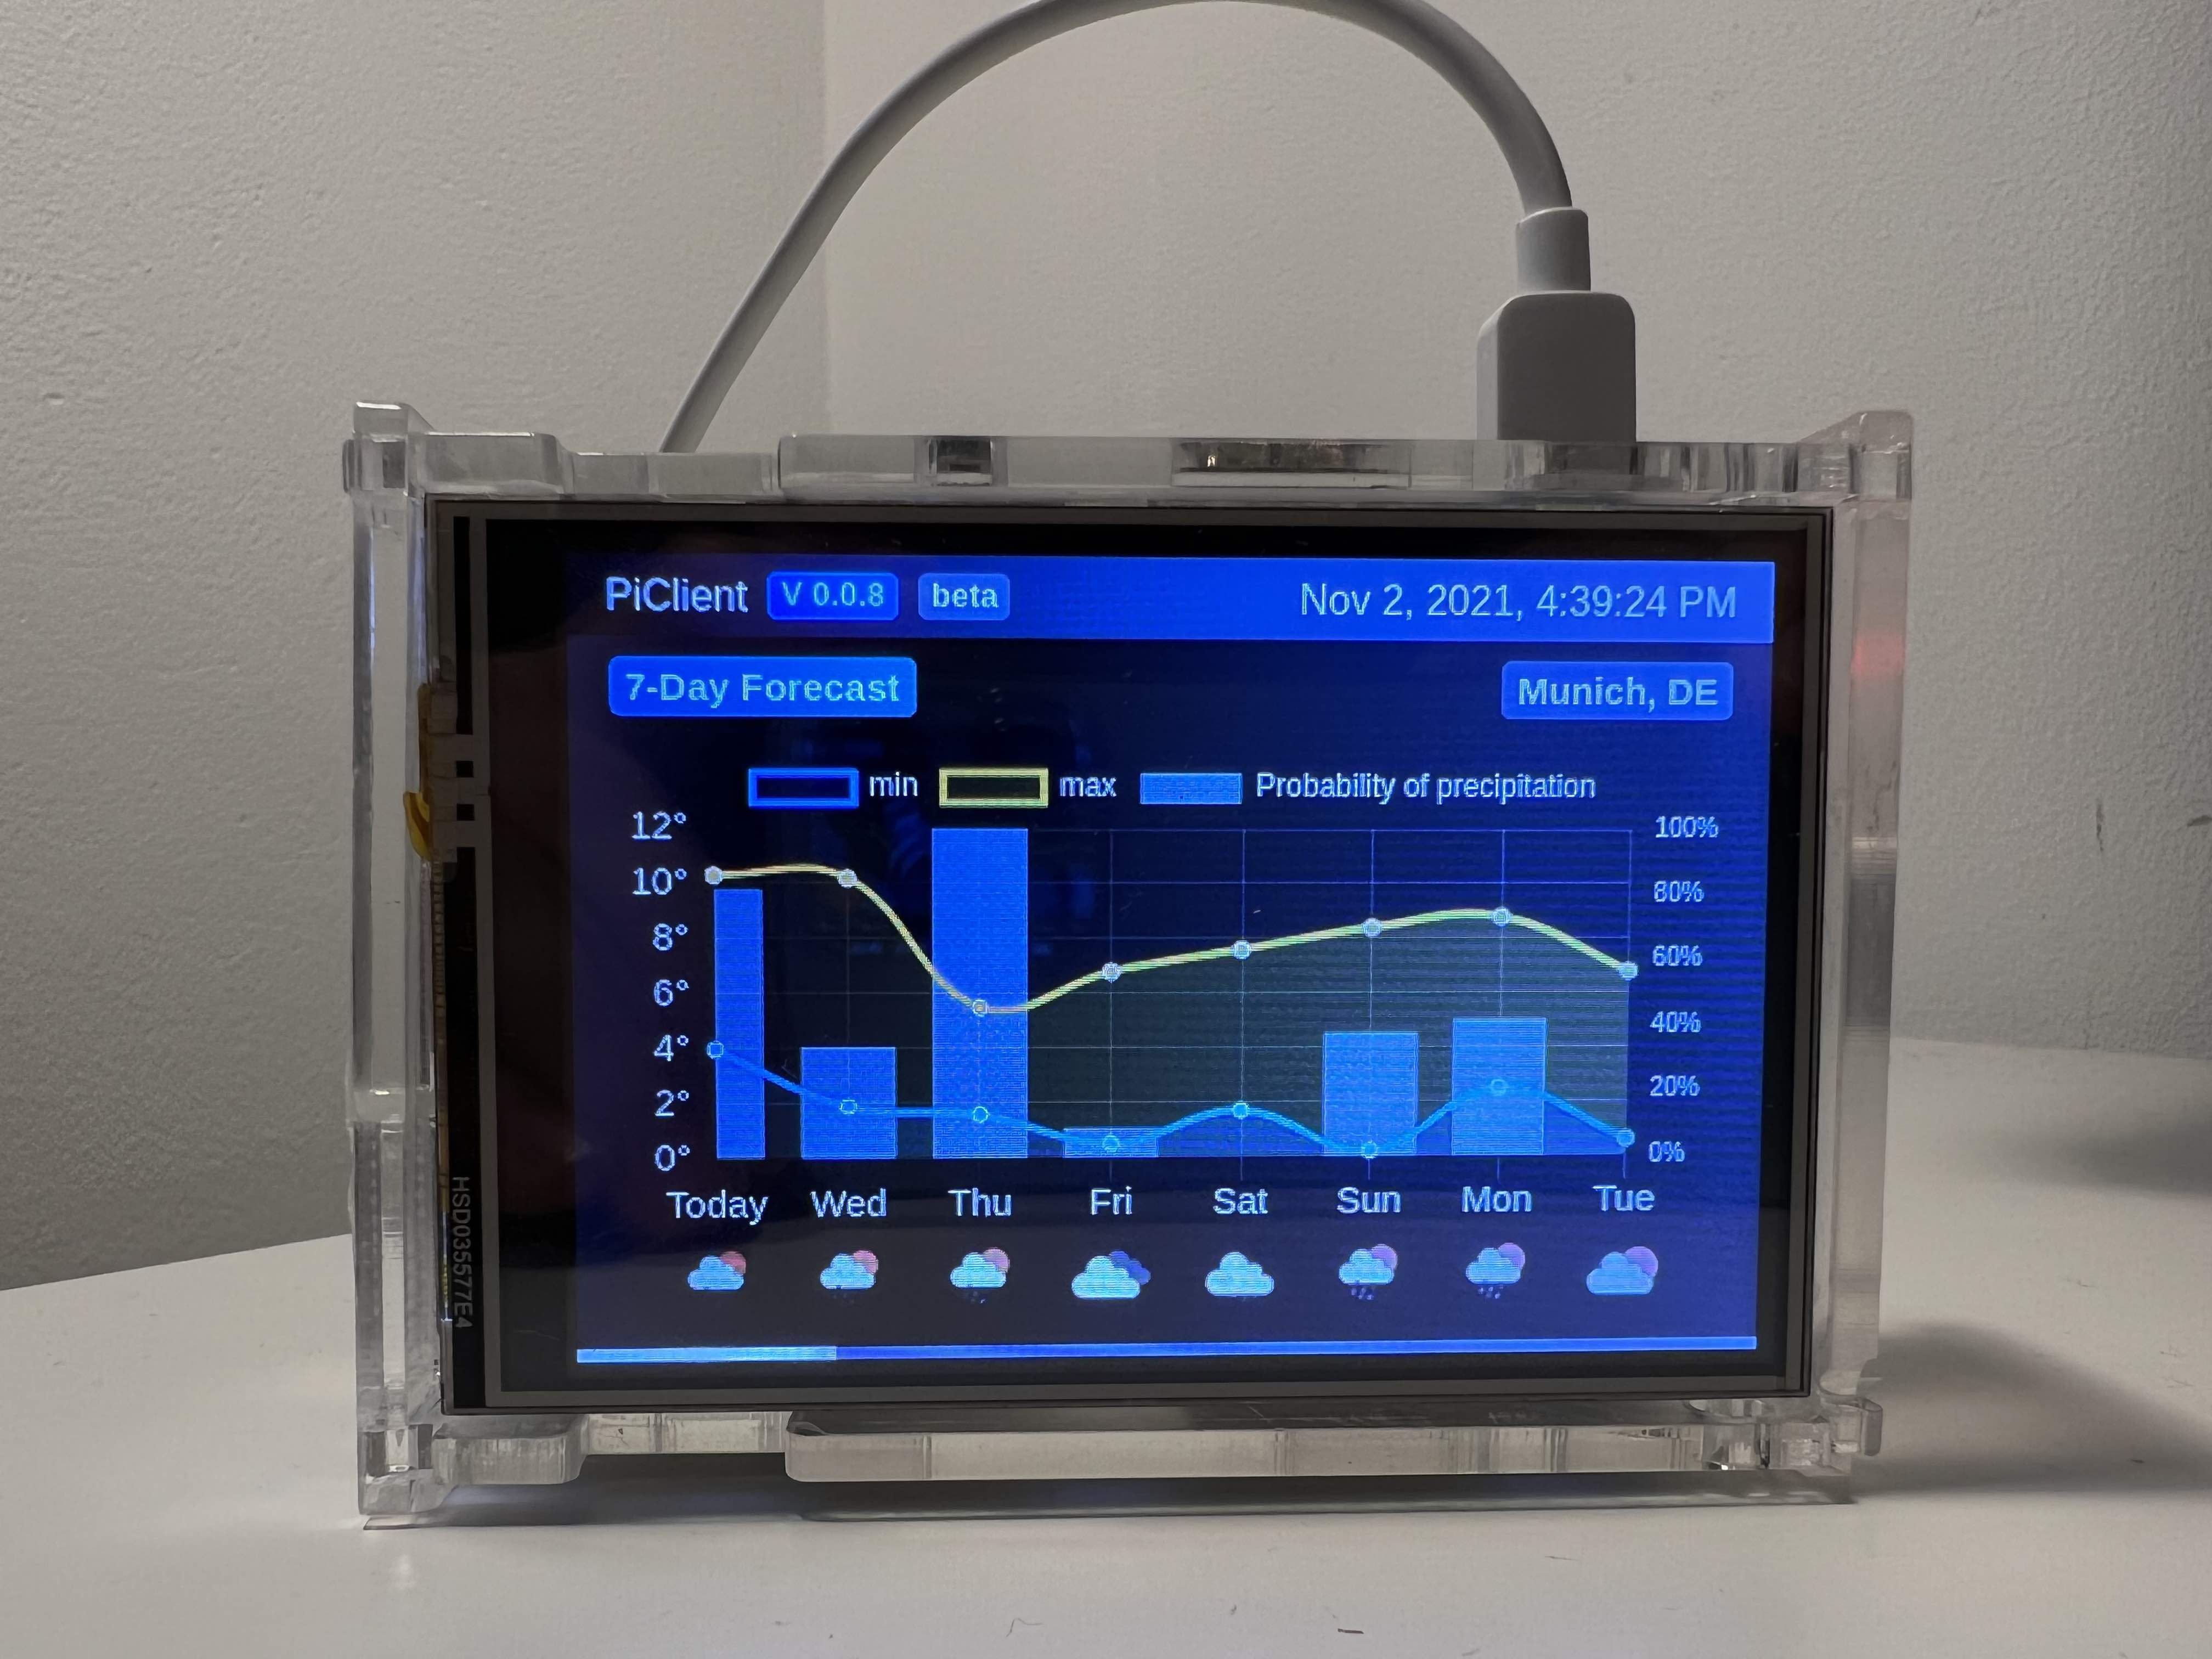 PiClient V 0.0.8 beta Nov 2, 2021, 4:39:24 PM
7-Day Forecast Munich, DE
min max Probability of precipitation
12° 100%
10° 80%
8° 60%
6° 40%
4° 20%
2° 0%
0°
Today Wed Thu Fri Sat Sun Mon Tue
HSD035577E4